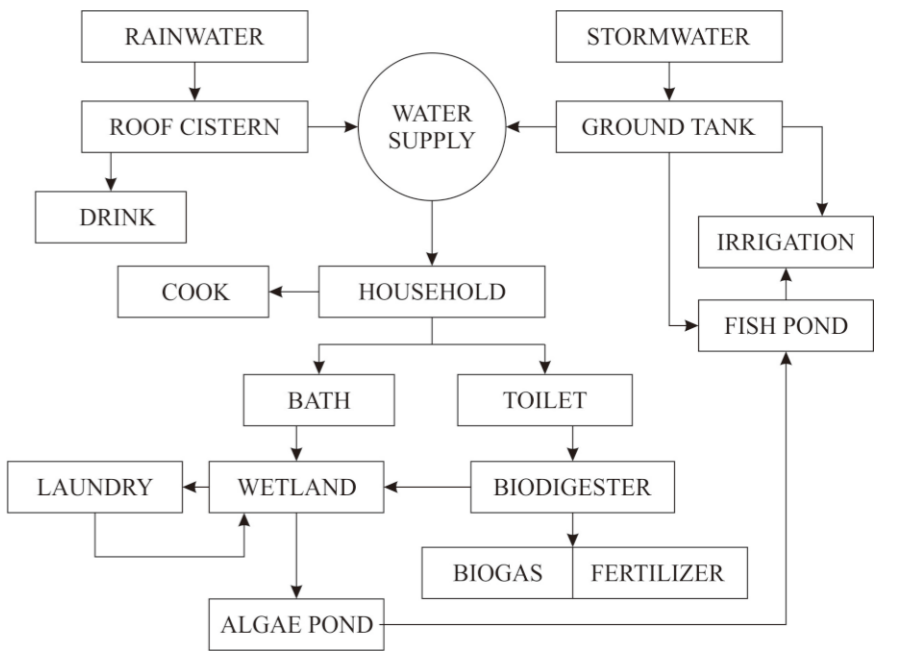 RAINWATER
STORMWATER
ROOF CISTERN
WATER
SUPPLY
GROUND TANK
DRINK
IRRIGATION
COOK
HOUSEHOLD
FISH POND
BATH
TOILET
LAUNDRY
WETLAND
BIODIGESTER
BIOGAS
FERTILIZER
ALGAE POND